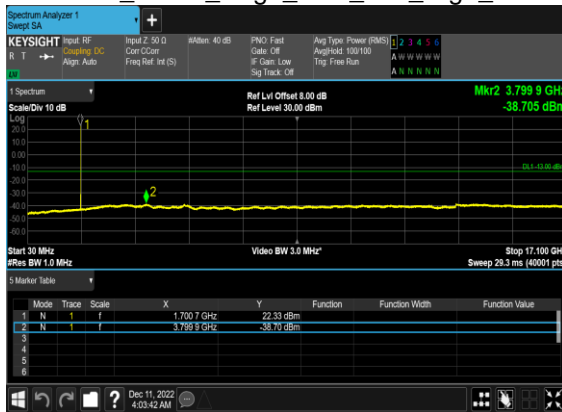 Spectrum Analyzer 1
Swept SA
KEYSIGHT Input: RF Input Z: 50 Ω #Atten: 40 dB PNO: Fast Avg Type: Power (RMS) 1 2 3 4 5 6
R T Coupling: DC Corr CCorr Gate: Off Avg|Hold: 100/100 A W W W W W
Align: Auto Freq Ref: Int (S) IF Gain: Low Trig: Free Run
LXI Sig Track: Off A N N N N N
1 Spectrum Ref Lvl Offset 8.00 dB Mkr2 3.799 9 GHz
Scale/Div 10 dB Ref Level 30.00 dBm -38.705 dBm
Log
20.0
10.0
0.00
-10.0
DL1 -13.00 dBm
-20.0
-30.0
-40.0
-50.0
-60.0
1
2
Start 30 MHz Video BW 3.0 MHz* Stop 17.100 GHz
#Res BW 1.0 MHz Sweep 29.3 ms (40001 pts)
5 Marker Table
Mode Trace Scale X Y Function Function Width Function Value
1 N 1 f 1.700 7 GHz 22.33 dBm
2 N 1 f 3.799 9 GHz -38.70 dBm
3
4
5
6
? Dec 11, 2022
4:03:42 AM